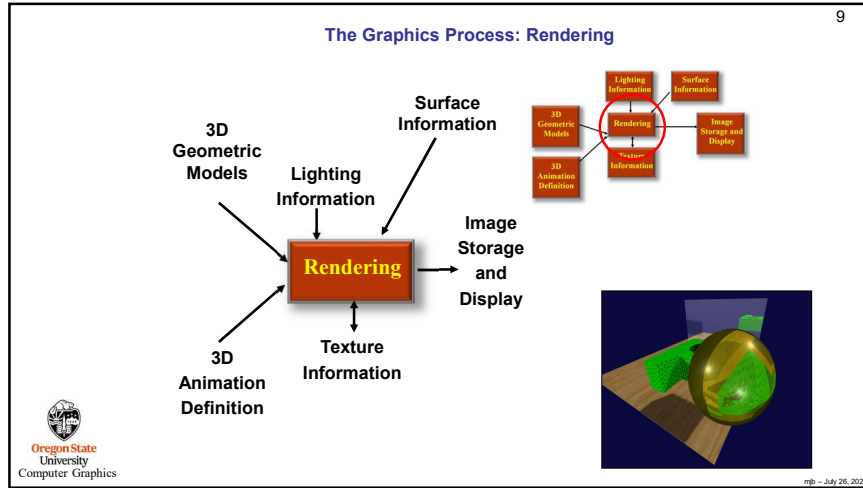 9
The Graphics Process: Rendering
3D
Geometric
Models
Lighting
Information
Surface
Information
Rendering
Image
Storage
and
Display
3D
Animation
Definition
Texture
Information
Lighting
Information
Surface
Information
3D
Geometric
Models
Rendering
Image
Storage and
Display
3D
Animation
Definition
Texture
Information
Oregon State
University
Computer Graphics
mjb – July 26, 202